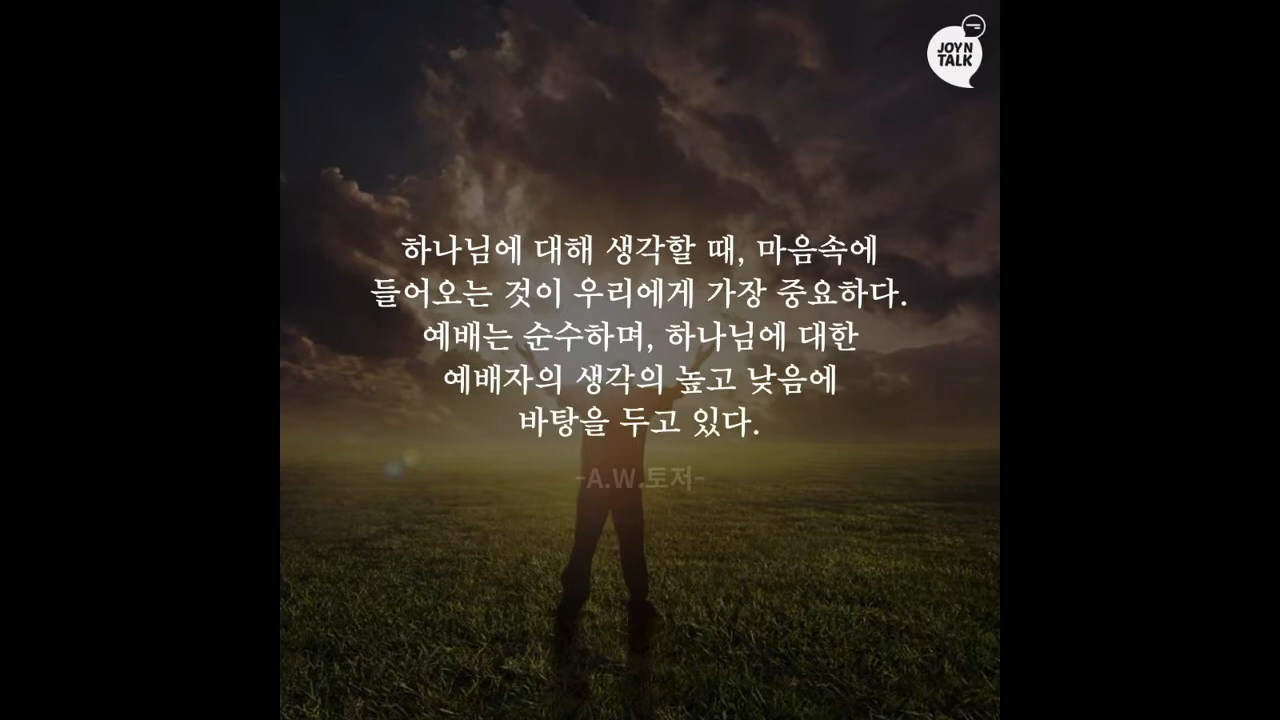 JOYN
TALK
하나님에 대해 생각할 때, 마음속에
들어오는 것이 우리에게 가장 중요하다.
예배는 순수하며, 하나님에 대한
예배자의 생각의 높고 낮음에
바탕을 두고 있다.
-A.W.토저-